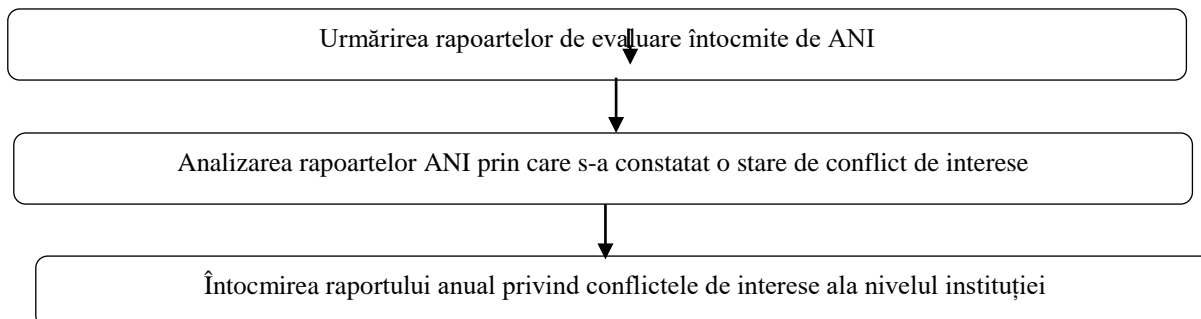 Urmărirea rapoartelor de evaluare întocmite de ANI
Analizarea rapoartelor ANI prin care s-a constatat o stare de conflict de interese
Întocmirea raportului anual privind conflictele de interese ala nivelul instituției